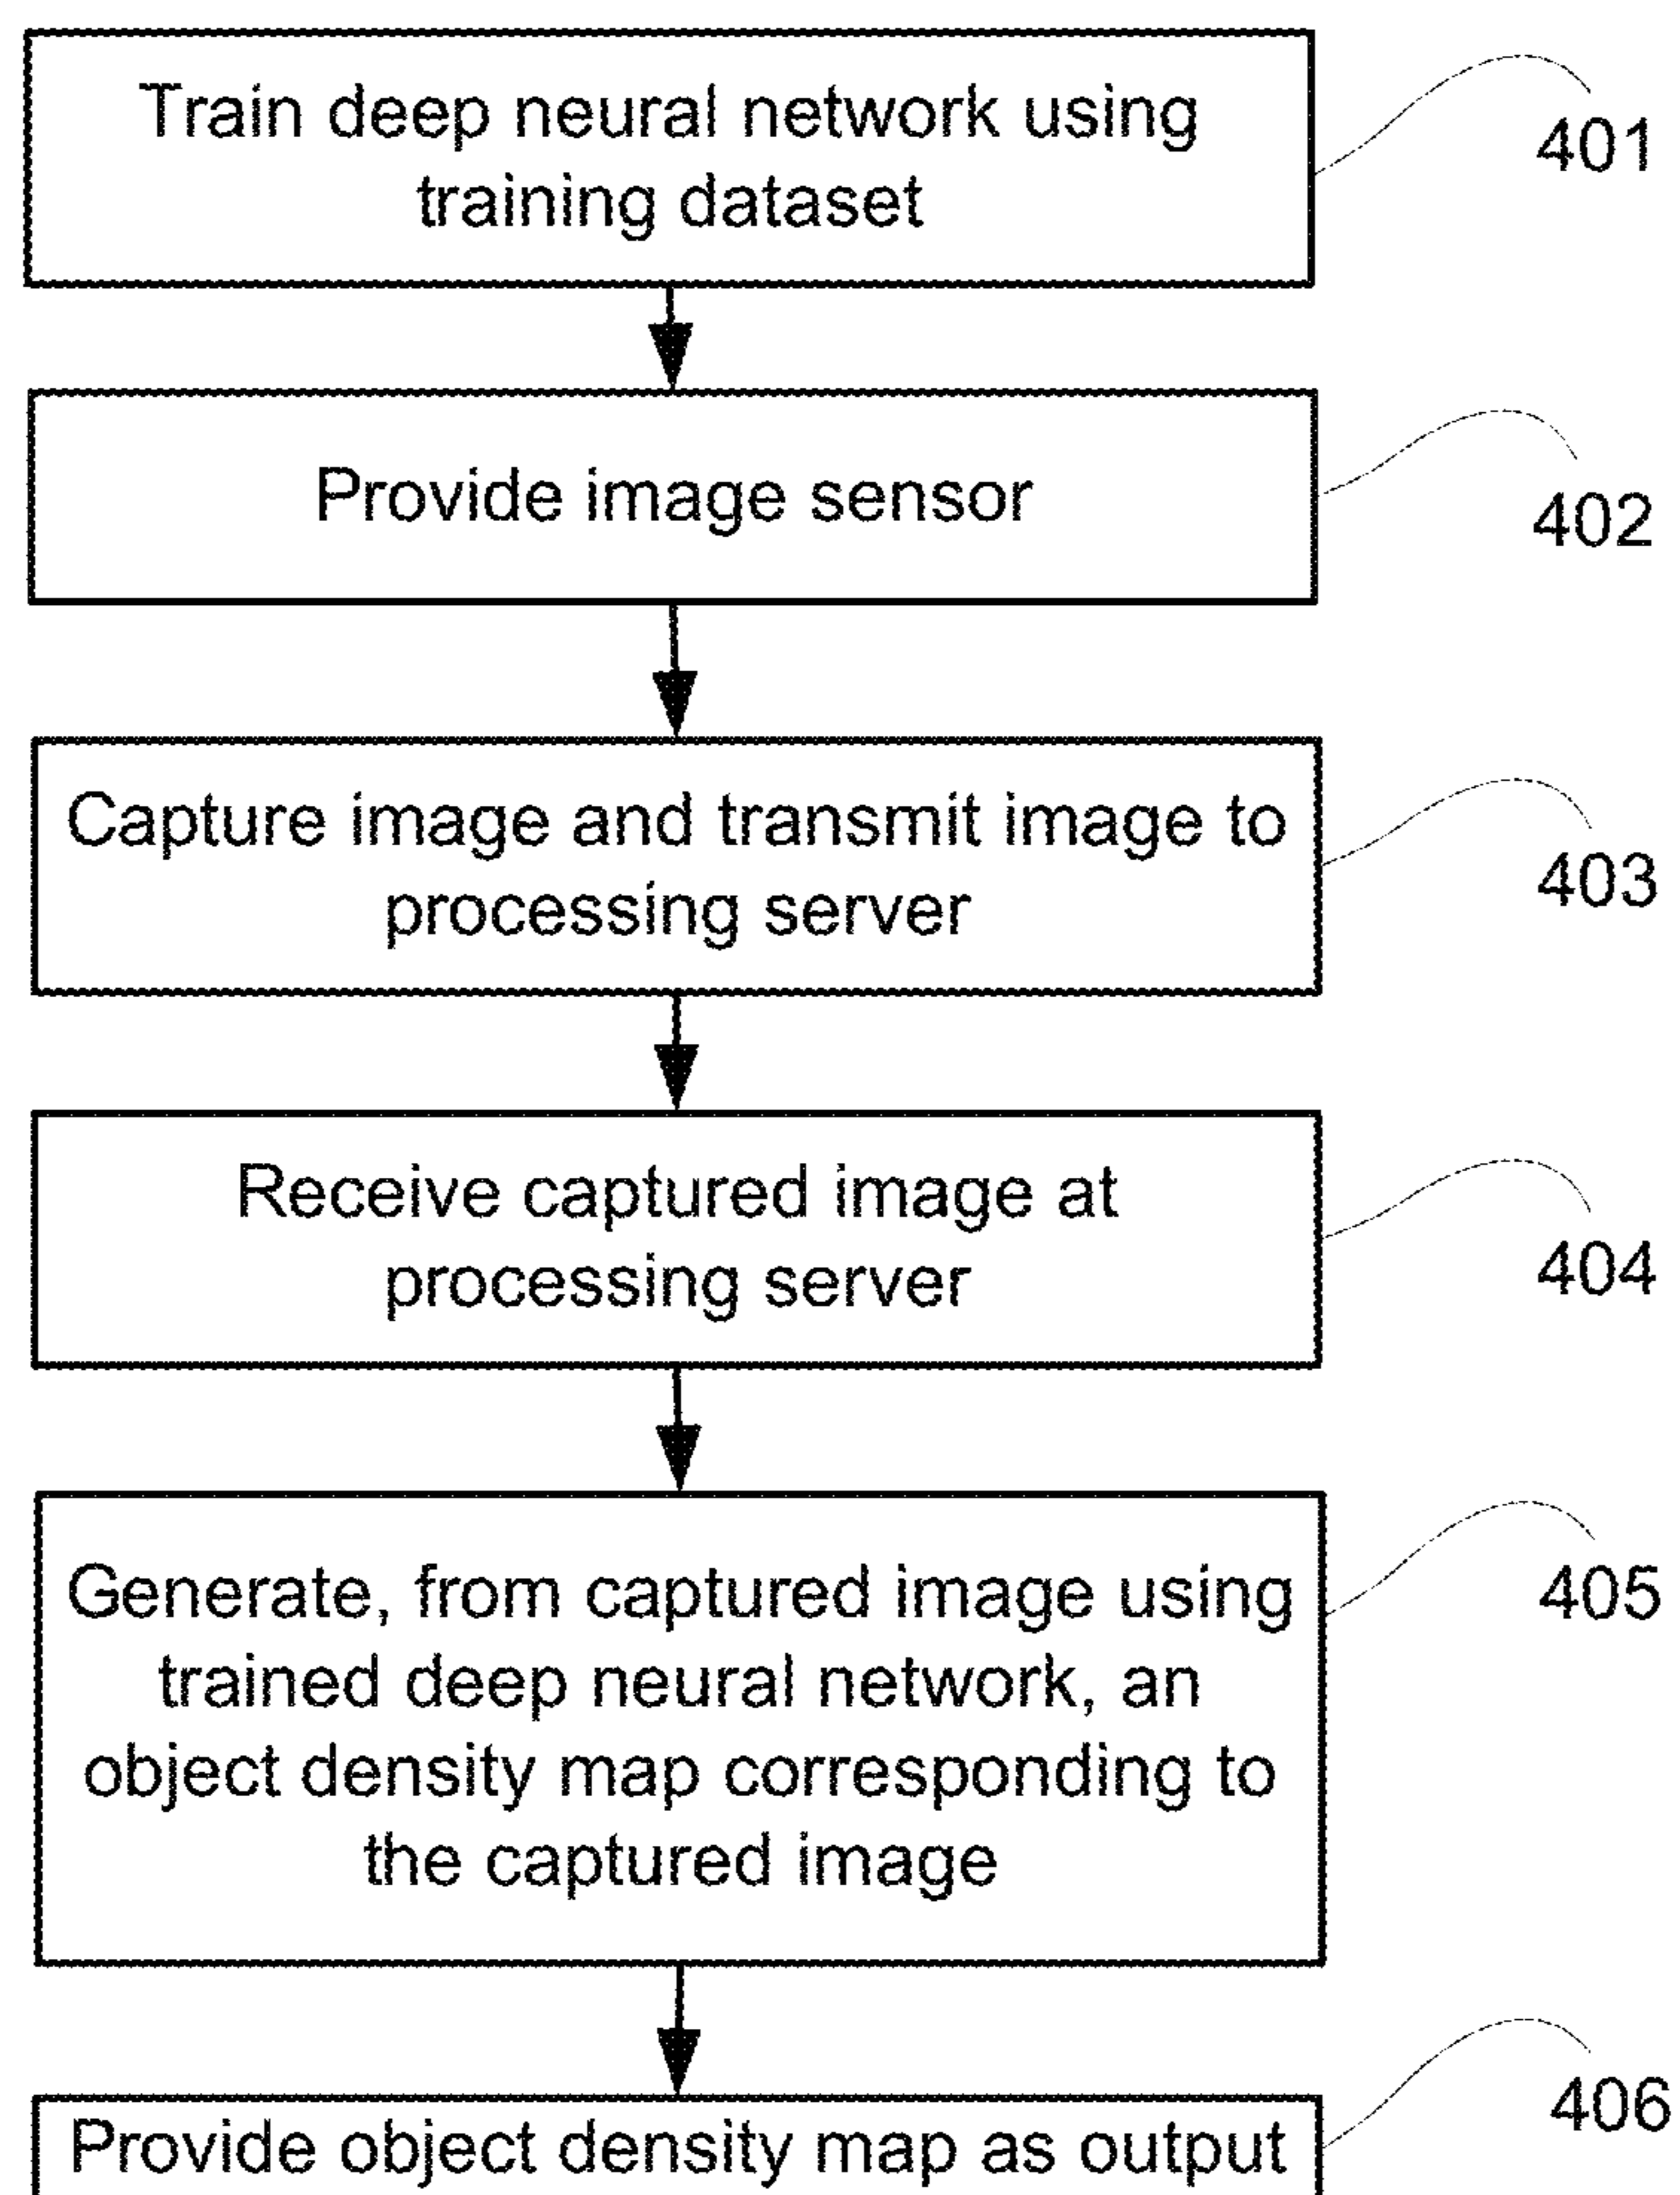 Train deep neural network using
training dataset
401
Provide image sensor
402
Capture image and transmit image to
processing server
403
Receive captured image at
processing server
404
Generate, from captured image using
trained deep neural network, an
object density map corresponding to
the captured image
405
Provide object density map as output
406